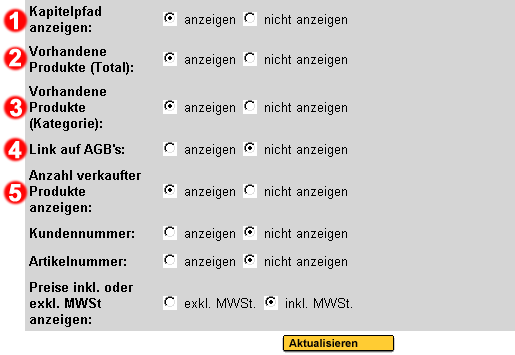 1 Kapitelpfad
anzeigen: anzeigen nicht anzeigen
2 Vorhandene
Produkte (Total): anzeigen nicht anzeigen
Vorhandene
3 Produkte anzeigen nicht anzeigen
(Kategorie):
4 Link auf AGB's: anzeigen nicht anzeigen
Anzahl verkaufter
5 Produkte anzeigen nicht anzeigen
anzeigen:
Kundennummer: anzeigen nicht anzeigen
Artikelnummer: anzeigen nicht anzeigen
Preise inkl. oder
exkl. MWSt exkl. MWSt. inkl. MWSt.
anzeigen:
Aktualisieren